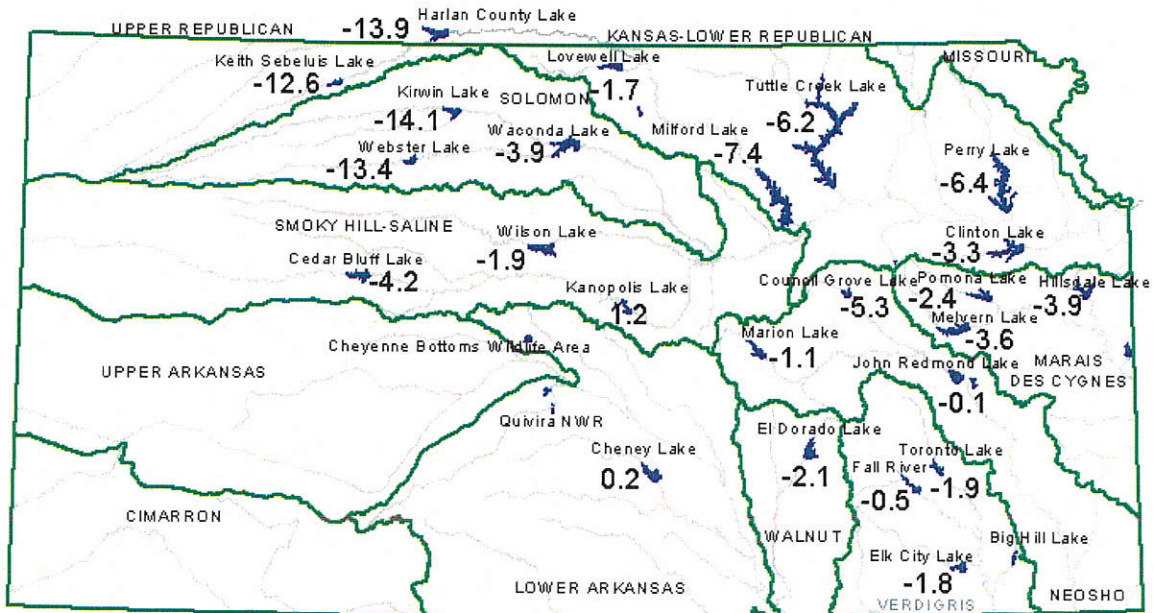 Harlan County Lake
-13.9
UPPER REPUBLICAN
KANSAS-LOWER REPUBLICAN
Keith Sebeluis Lake
-12.6
Lovewell Lake
-1.7
MISSOURI
Tuttle Creek Lake
-6.2
Kirwin Lake
-14.1
SOLOMON
Waconda Lake
-3.9
Milford Lake
-7.4
Webster Lake
-13.4
Perry Lake
-6.4
SMOKY HILL-SALINE
Wilson Lake
-1.9
Clinton Lake
-3.3
Cedar Bluff Lake
-4.2
Kanopolis Lake
1.2
Council Grove Lake
-5.3
Pomona Lake
-2.4
Hillsdale Lake
-3.9
Melvern Lake
-3.6
Marion Lake
-1.1
Cheyenne Bottoms Wildlife Area
UPPER ARKANSAS
John Redmond Lake
-0.1
MARAIS
DES CYGNES
Quivira NWR
Cheney Lake
0.2
El Dorado Lake
-2.1
Toronto Lake
-1.9
Fall River
-0.5
CIMARRON
WALNUT
Big Hill Lake
Elk City Lake
-1.8
LOWER ARKANSAS
VERDIGRIS
NEOSHO